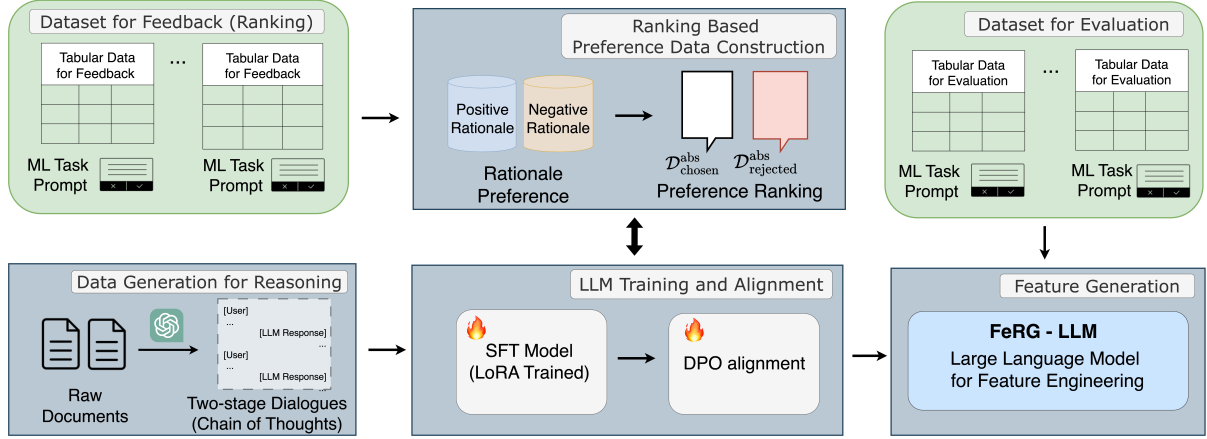 Dataset for Feedback (Ranking)
Tabular Data
for Feedback
...
Tabular Data
for Feedback
ML Task
Prompt
ML Task
Prompt
Ranking Based
Preference Data Construction
Positive
Rationale
Negative
Rationale
Rationale
Preference
𝒟^abs_chosen
𝒟^abs_rejected
Preference Ranking
Dataset for Evaluation
Tabular Data
for Evaluation
...
Tabular Data
for Evaluation
ML Task
Prompt
ML Task
Prompt
Data Generation for Reasoning
Raw
Documents
[User]
...
[LLM Response]
...
[User]
...
[LLM Response]
...
Two-stage Dialogues
(Chain of Thoughts)
LLM Training and Alignment
SFT Model
(LoRA Trained)
DPO alignment
Feature Generation
FeRG - LLM
Large Language Model
for Feature Engineering